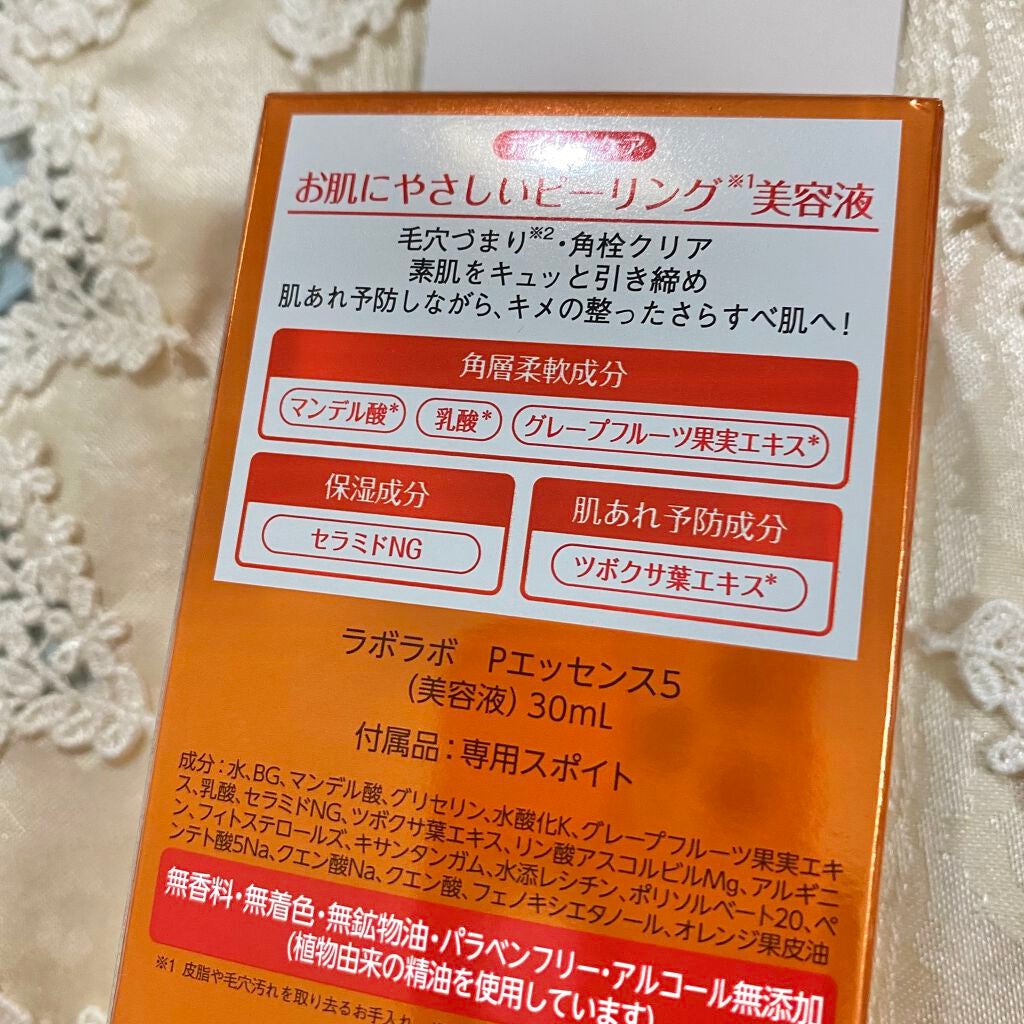 お肌にやさしいピーリング※1美容液
毛穴づまり※2・角栓クリア
素肌をキュッと引き締め
肌あれ予防しながら、キメの整ったさらすべ肌へ!
角層柔軟成分
マンデル酸* 乳酸* グレープフルーツ果実エキス*
保湿成分
セラミドNG
肌あれ予防成分
ツボクサ葉エキス*
ラボラボ Pエッセンス5
(美容液) 30mL
付属品:専用スポイト
成分:水、BG、マンデル酸、グリセリン、水酸化K、グレープフルーツ果実エキ
ス、乳酸、セラミドNG、ツボクサ葉エキス、リン酸アスコルビルMg、アルギニ
ン、フィトステロールズ、キサンタンガム、水添レシチン、ポリソルベート20、ペ
ンテト酸5Na、クエン酸Na、クエン酸、フェノキシエタノール、オレンジ果皮油
無香料・無着色・無鉱物油・パラベンフリー・アルコール無添加
(植物由来の精油を使用しています)
※1 皮脂や毛穴汚れを取り去るお手入れ